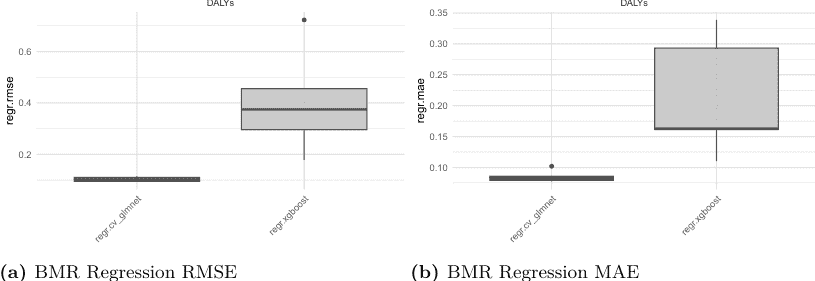 DALYs
regr.rmse
0.6
0.4
0.2
regr.cv_glmnet
regr.xgboost
(a) BMR Regression RMSE
DALYs
regr.mae
0.35
0.30
0.25
0.20
0.15
0.10
regr.cv_glmnet
regr.xgboost
(b) BMR Regression MAE